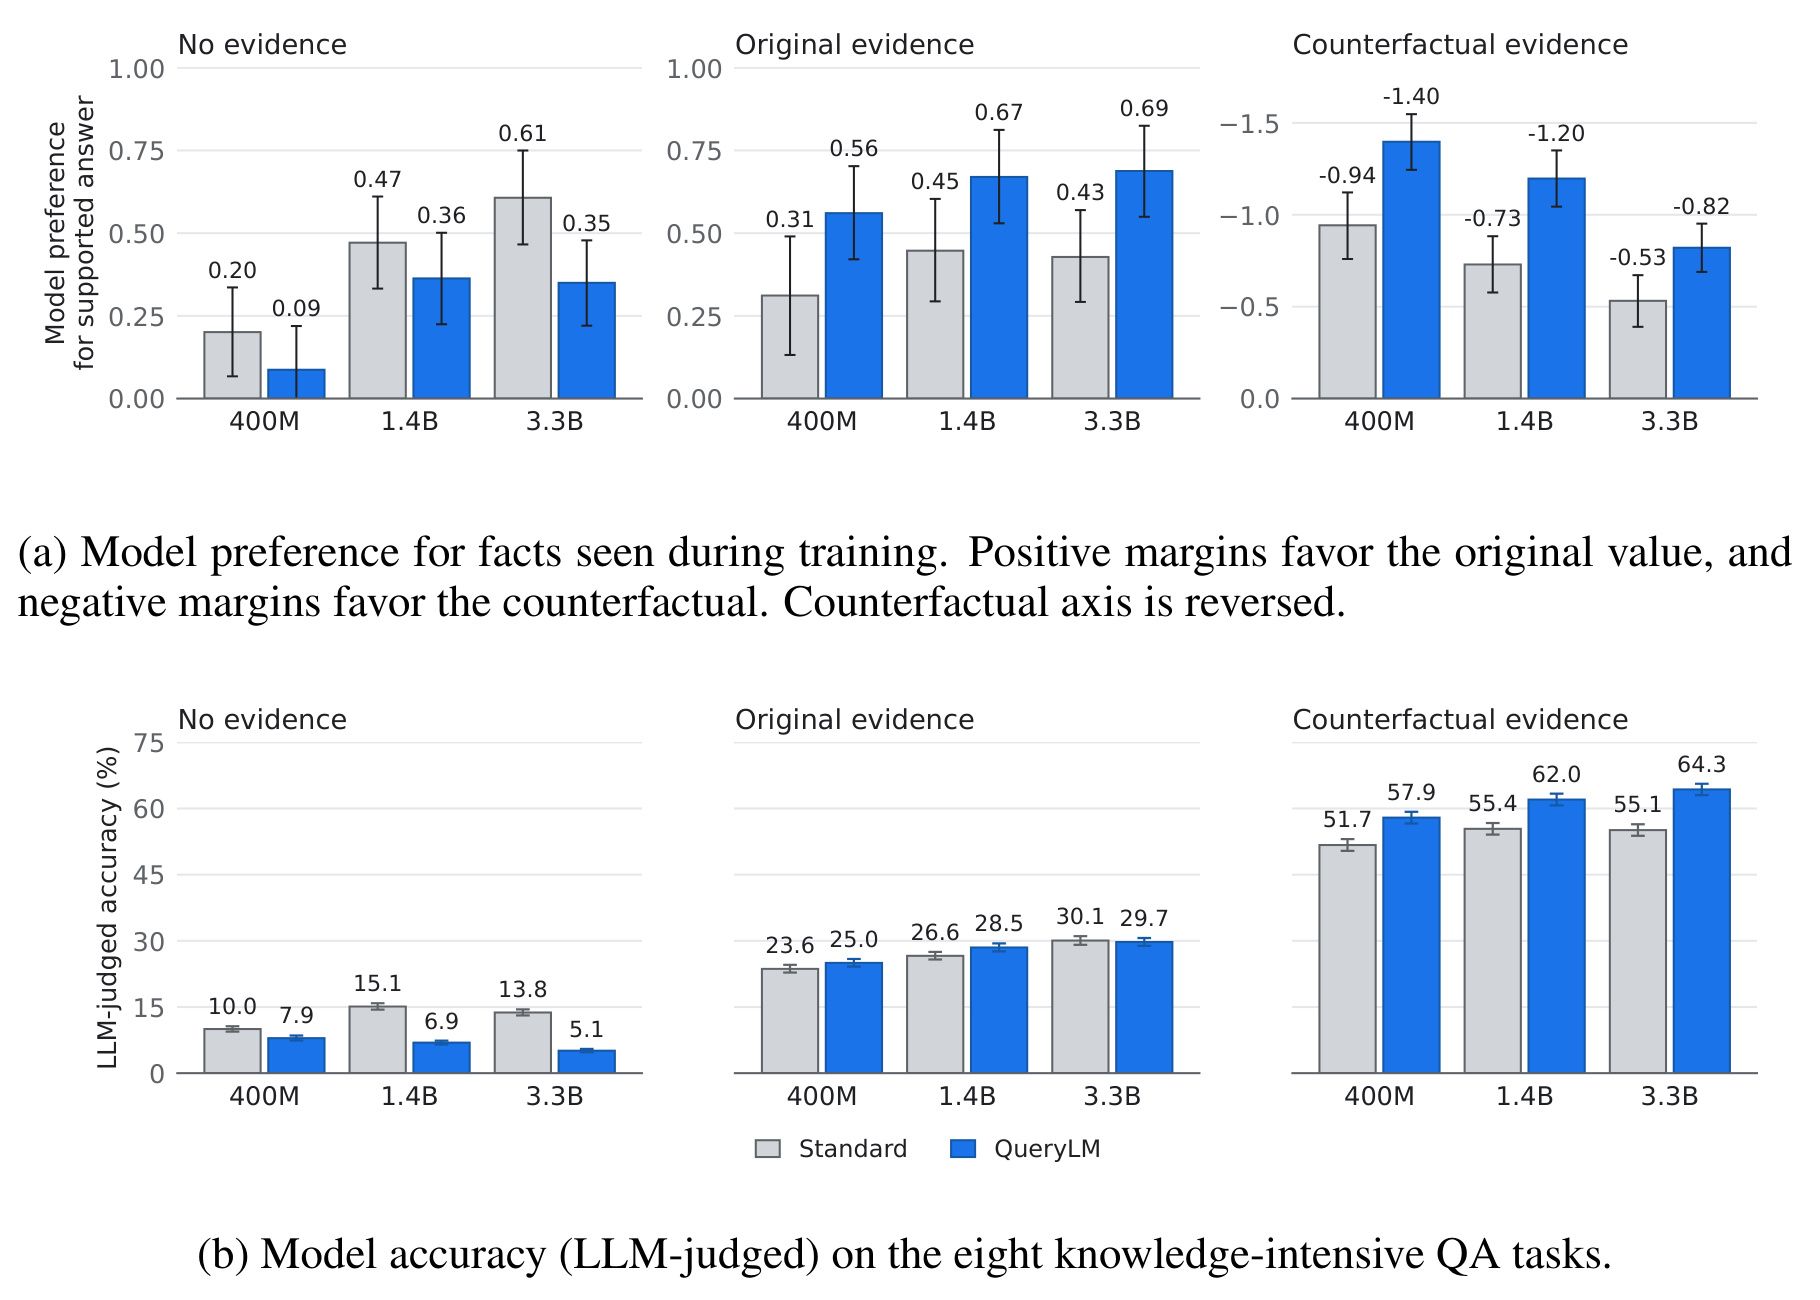 No evidence
Original evidence
Counterfactual evidence
Model preference
for supported answer
1.00
0.75
0.50
0.25
0.00
0.20
0.09
0.47
0.36
0.61
0.35
400M
1.4B
3.3B
1.00
0.75
0.50
0.25
0.00
0.31
0.56
0.45
0.67
0.43
0.69
400M
1.4B
3.3B
−1.5
−1.0
−0.5
0.0
-0.94
-1.40
-0.73
-1.20
-0.53
-0.82
400M
1.4B
3.3B
(a) Model preference for facts seen during training. Positive margins favor the original value, and
negative margins favor the counterfactual. Counterfactual axis is reversed.
No evidence
Original evidence
Counterfactual evidence
LLM-judged accuracy (%)
75
60
45
30
15
0
10.0
7.9
15.1
6.9
13.8
5.1
400M
1.4B
3.3B
23.6
25.0
26.6
28.5
30.1
29.7
400M
1.4B
3.3B
51.7
57.9
55.4
62.0
55.1
64.3
400M
1.4B
3.3B
Standard
QueryLM
(b) Model accuracy (LLM-judged) on the eight knowledge-intensive QA tasks.